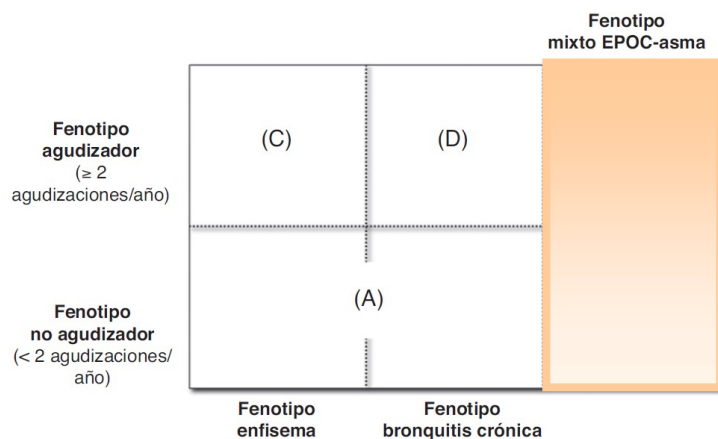 Fenotipo
mixto EPOC-asma
Fenotipo
agudizador
(≥ 2
agudizaciones/año)
(C)
(D)
Fenotipo
no agudizador
(< 2 agudizaciones/
año)
(A)
Fenotipo
enfisema
Fenotipo
bronquitis crónica